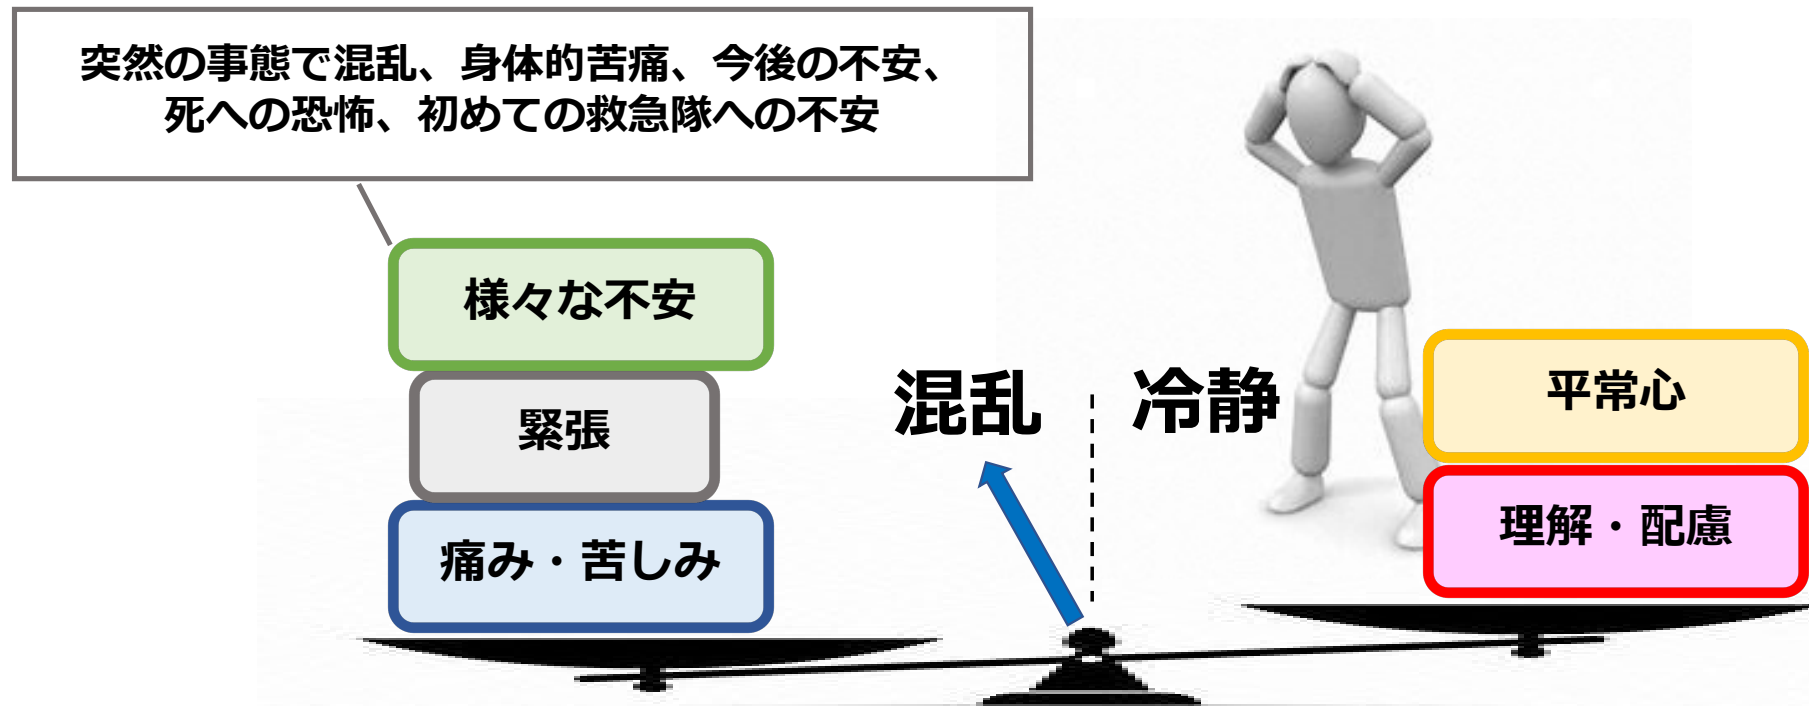 突然の事態で混乱、身体的苦痛、今後の不安、
死への恐怖、初めての救急隊への不安
様々な不安
緊張
痛み・苦しみ
混乱
冷静
平常心
理解・配慮